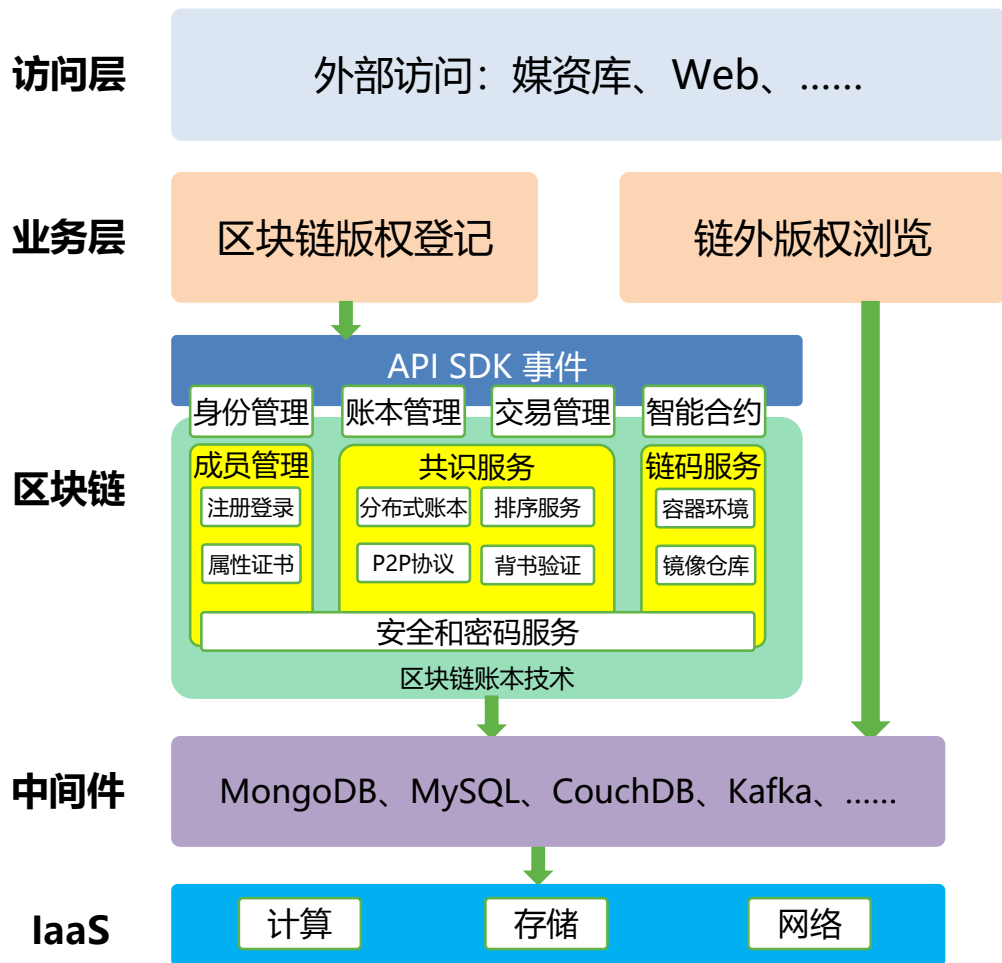 访问层
外部访问：媒资库、Web、......
业务层
区块链版权登记
链外版权浏览
API SDK 事件
身份管理
账本管理
交易管理
智能合约
区块链
成员管理
共识服务
链码服务
注册登录
分布式账本
排序服务
容器环境
属性证书
P2P协议
背书验证
镜像仓库
安全和密码服务
区块链账本技术
中间件
MongoDB、MySQL、CouchDB、Kafka、......
IaaS
计算
存储
网络